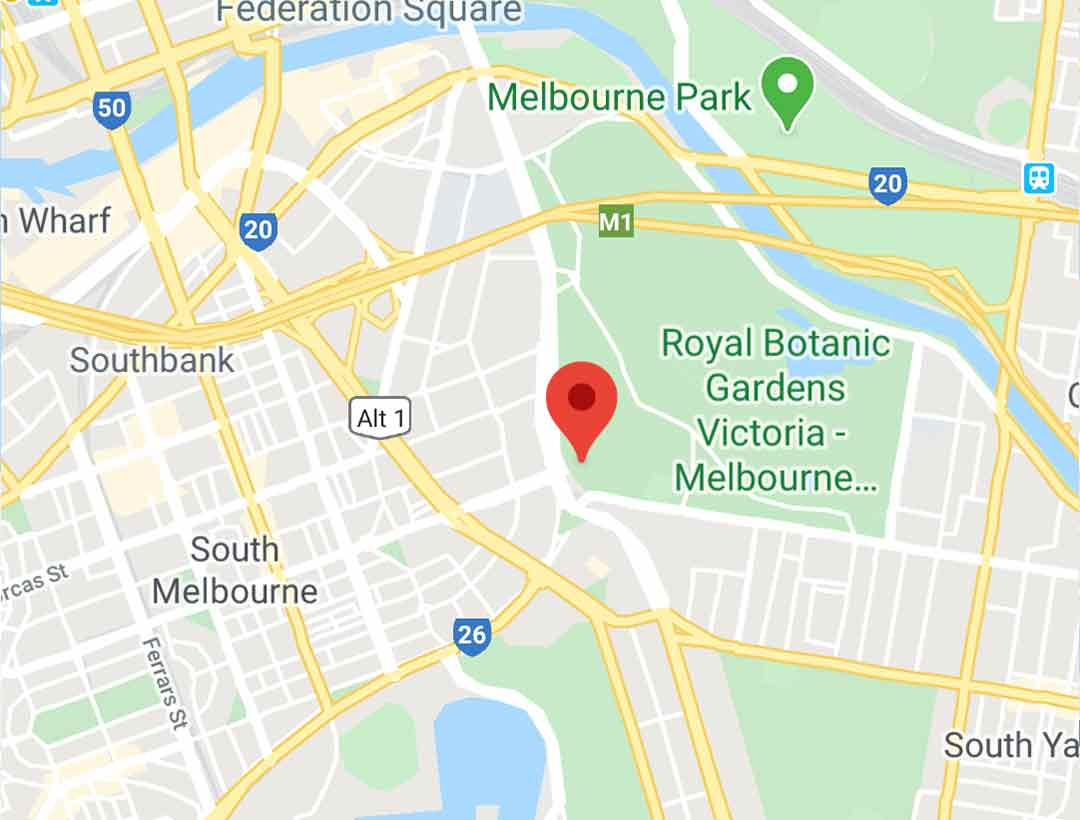 Federation Square
Melbourne Park
50
20
Wharf
20
M1
Southbank
Royal Botanic
Gardens
Victoria -
Melbourne...
Alt 1
South
Melbourne
rcas St
26
Ferrars St
South Ya